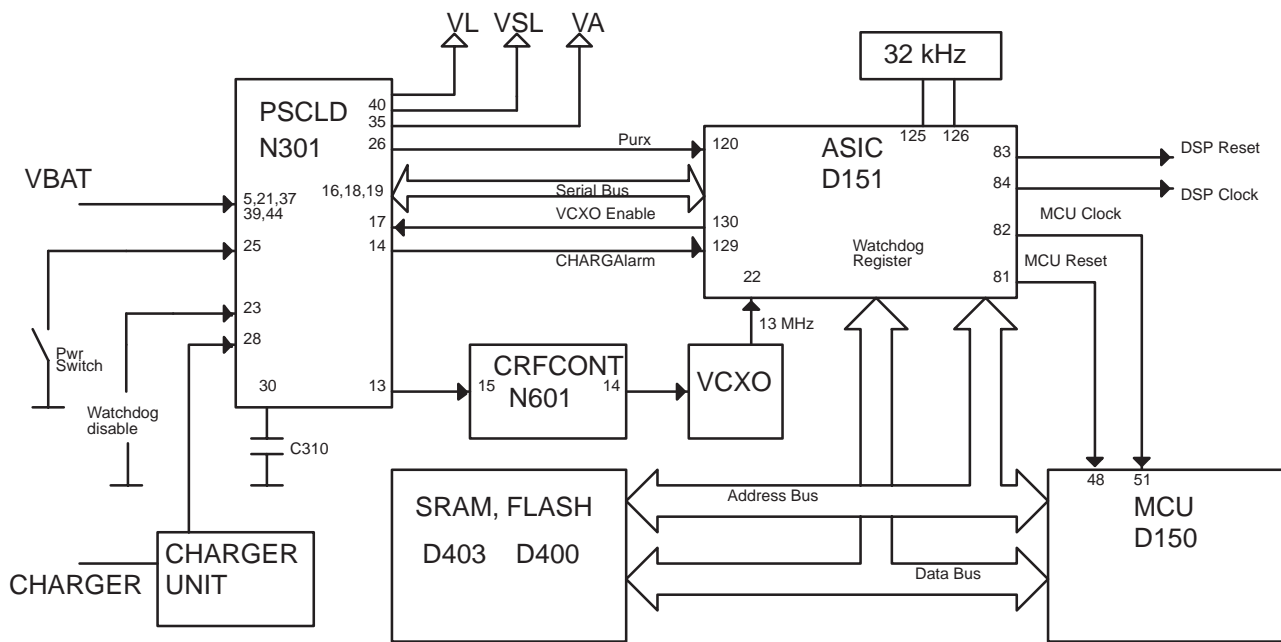 VL VSL VA
32 kHz
PSCLD
N301
40
35
26
Purx
120
125 126
ASIC
D151
83
DSP Reset
84
DSP Clock
VBAT
5,21,37
39,44
16,18,19
Serial Bus
VCXO Enable
17
130
82
MCU Clock
25
14
CHARGAlarm
129
Watchdog
Register
MCU Reset
22
81
23
28
13 MHz
Pwr
Switch
30
13
15
CRFCONT
N601
14
VCXO
Watchdog
disable
C310
SRAM, FLASH
D403 D400
Address Bus
48 51
MCU
D150
Data Bus
CHARGER
CHARGER
UNIT